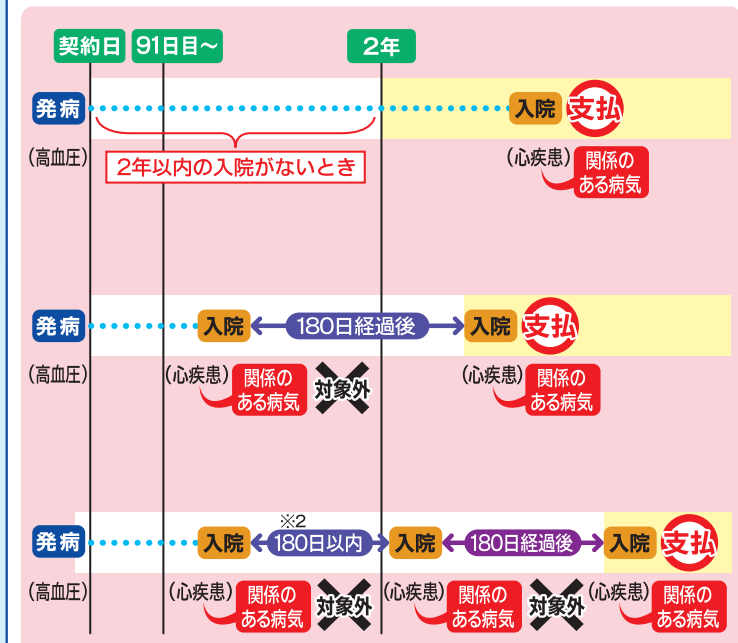 契約日 91日目～ 2年
発病 入院 支払
(高血圧) (心疾患) 関係の
ある病気
2年以内の入院がないとき
発病 入院 180日経過後 入院 支払
(高血圧) (心疾患) 関係の
ある病気 対象外 (心疾患) 関係の
ある病気
※2
発病 入院 180日以内 入院 180日経過後 入院 支払
(高血圧) (心疾患) 関係の
ある病気 対象外 (心疾患) 関係の
ある病気 対象外 (心疾患) 関係の
ある病気